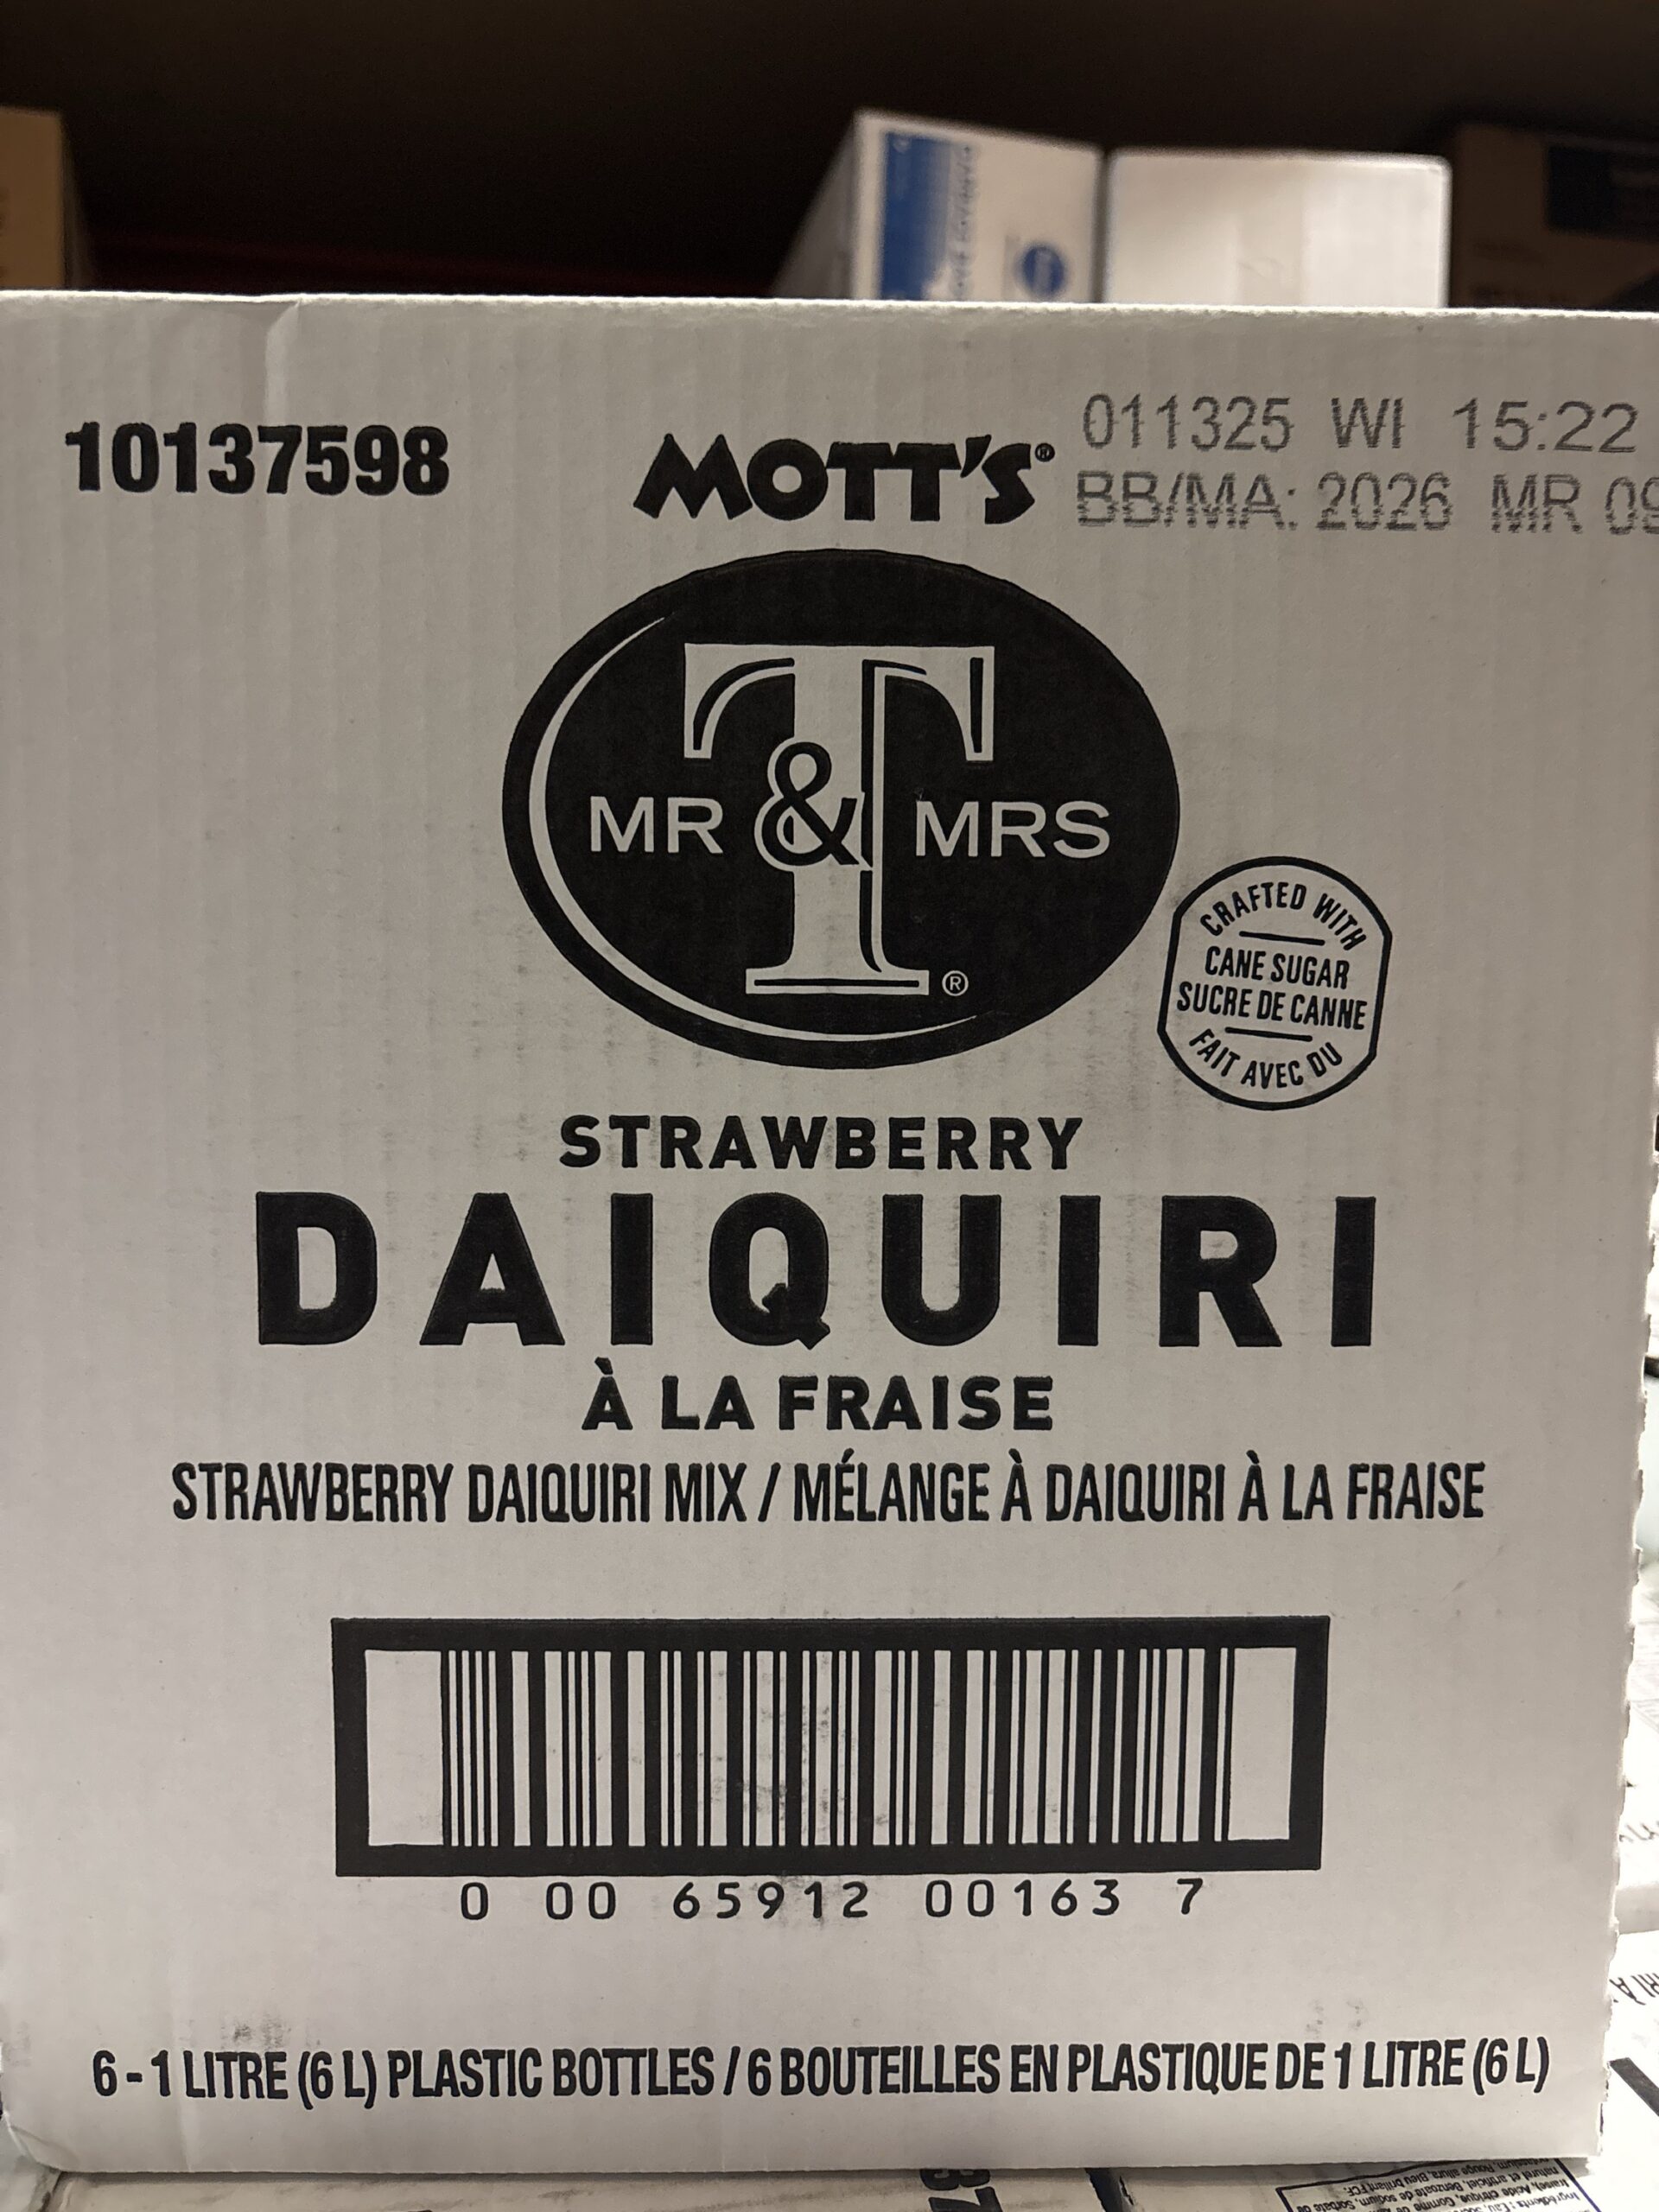 10137598
MOTT'S®
011325 WI 15:22
BB/MA: 2026 MR 09
T
MR & MRS
®
CRAFTED WITH
CANE SUGAR
SUCRE DE CANNE
FAIT AVEC DU
STRAWBERRY
DAIQUIRI
À LA FRAISE
STRAWBERRY DAIQUIRI MIX / MÉLANGE À DAIQUIRI À LA FRAISE
0 00 65912 00163 7
6 - 1 LITRE (6 L) PLASTIC BOTTLES / 6 BOUTEILLES EN PLASTIQUE DE 1 LITRE (6 L)